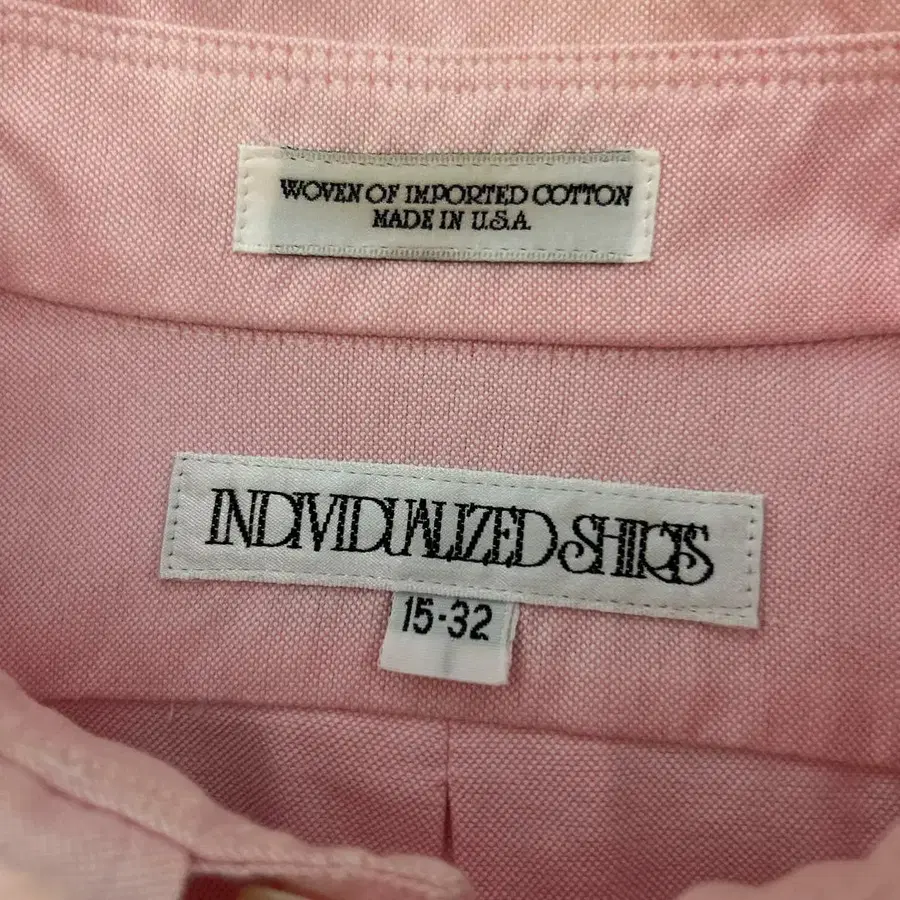 WOVEN OF IMPORTED COTTON
MADE IN U.S.A.
INDIVIDUALIZED SHIRTS
15-32